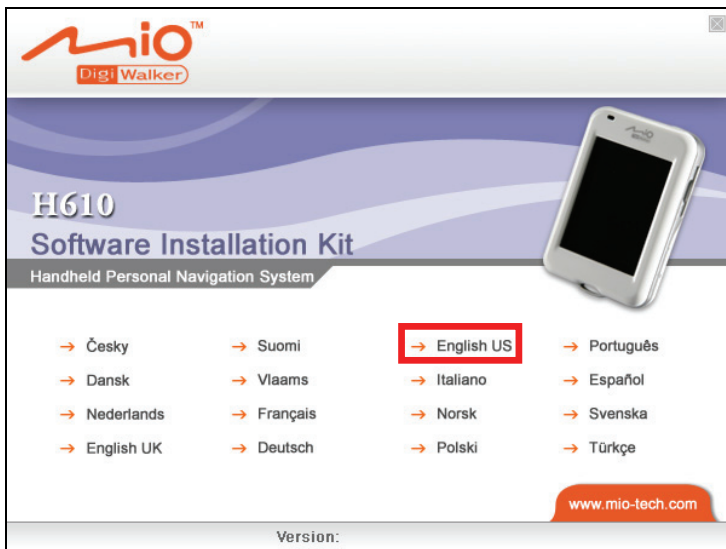 Mio™
Digi Walker
H610
Software Installation Kit
Handheld Personal Navigation System
→ Česky → Suomi → English US → Português
→ Dansk → Vlaams → Italiano → Español
→ Nederlands → Français → Norsk → Svenska
→ English UK → Deutsch → Polski → Türkçe
www.mio-tech.com
Version: